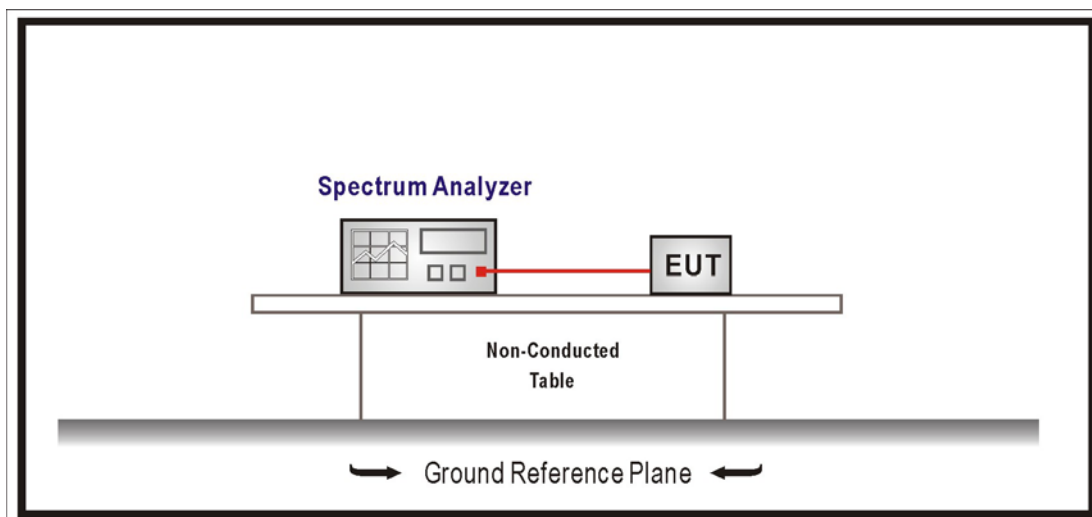 Spectrum Analyzer
EUT
Non-Conducted
Table
Ground Reference Plane